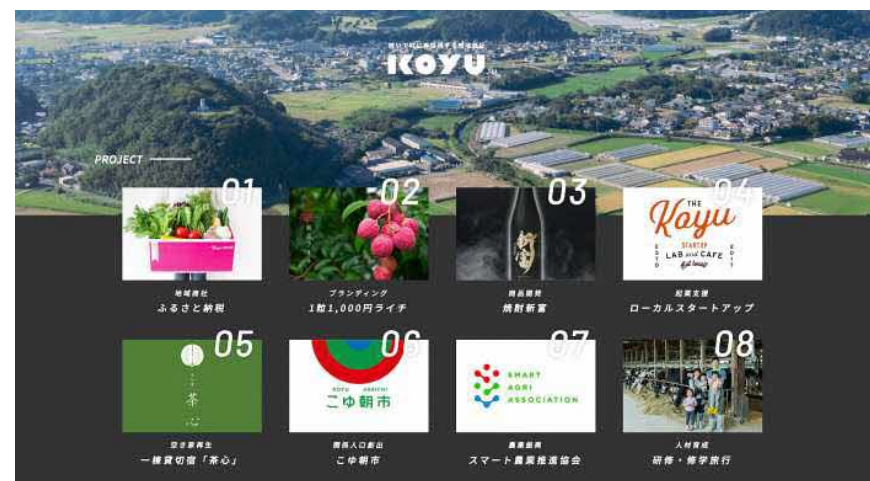 KOYU
PROJECT
01
02
03
04
THE
Koyu
STARTUP
LAB and CAFE
ESTD
2017
地域商社
ふるさと納税
ブランディング
1粒1,000円ライチ
新富
商品開発
焼酎新富
起業支援
ローカルスタートアップ
05
06
07
08
茶心
KOYU ASAICHI
こゆ朝市
SMART
AGRI
ASSOCIATION
空き家再生
一棟貸切宿「茶心」
関係人口創出
こゆ朝市
農業振興
スマート農業推進協会
人材育成
研修・修学旅行